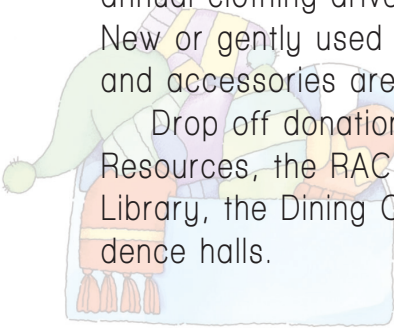 annual clothing drive
New or gently used
and accessories are
Drop off donation
Resources, the RAC
Library, the Dining
dence halls.